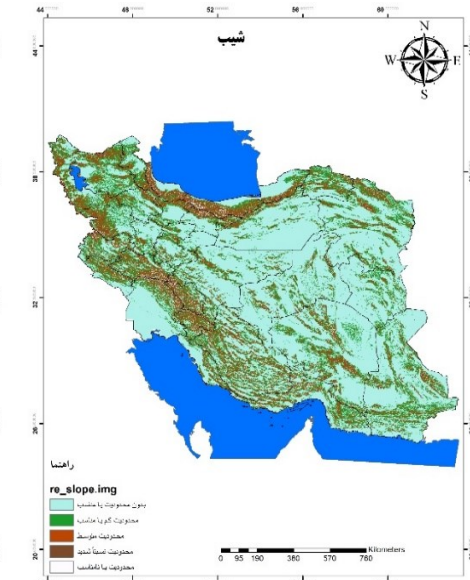 44 48 52 56 60
شیب
N
W E
S
36
32
26
20
راهنما
re_slope.img
بدون محدودیت یا مناسب
محدودیت کم یا مناسب
محدودیت متوسط
محدودیت نسبتاً شدید
محدودیت یا نامناسب
Kilometers
0 95 190 380 570 760